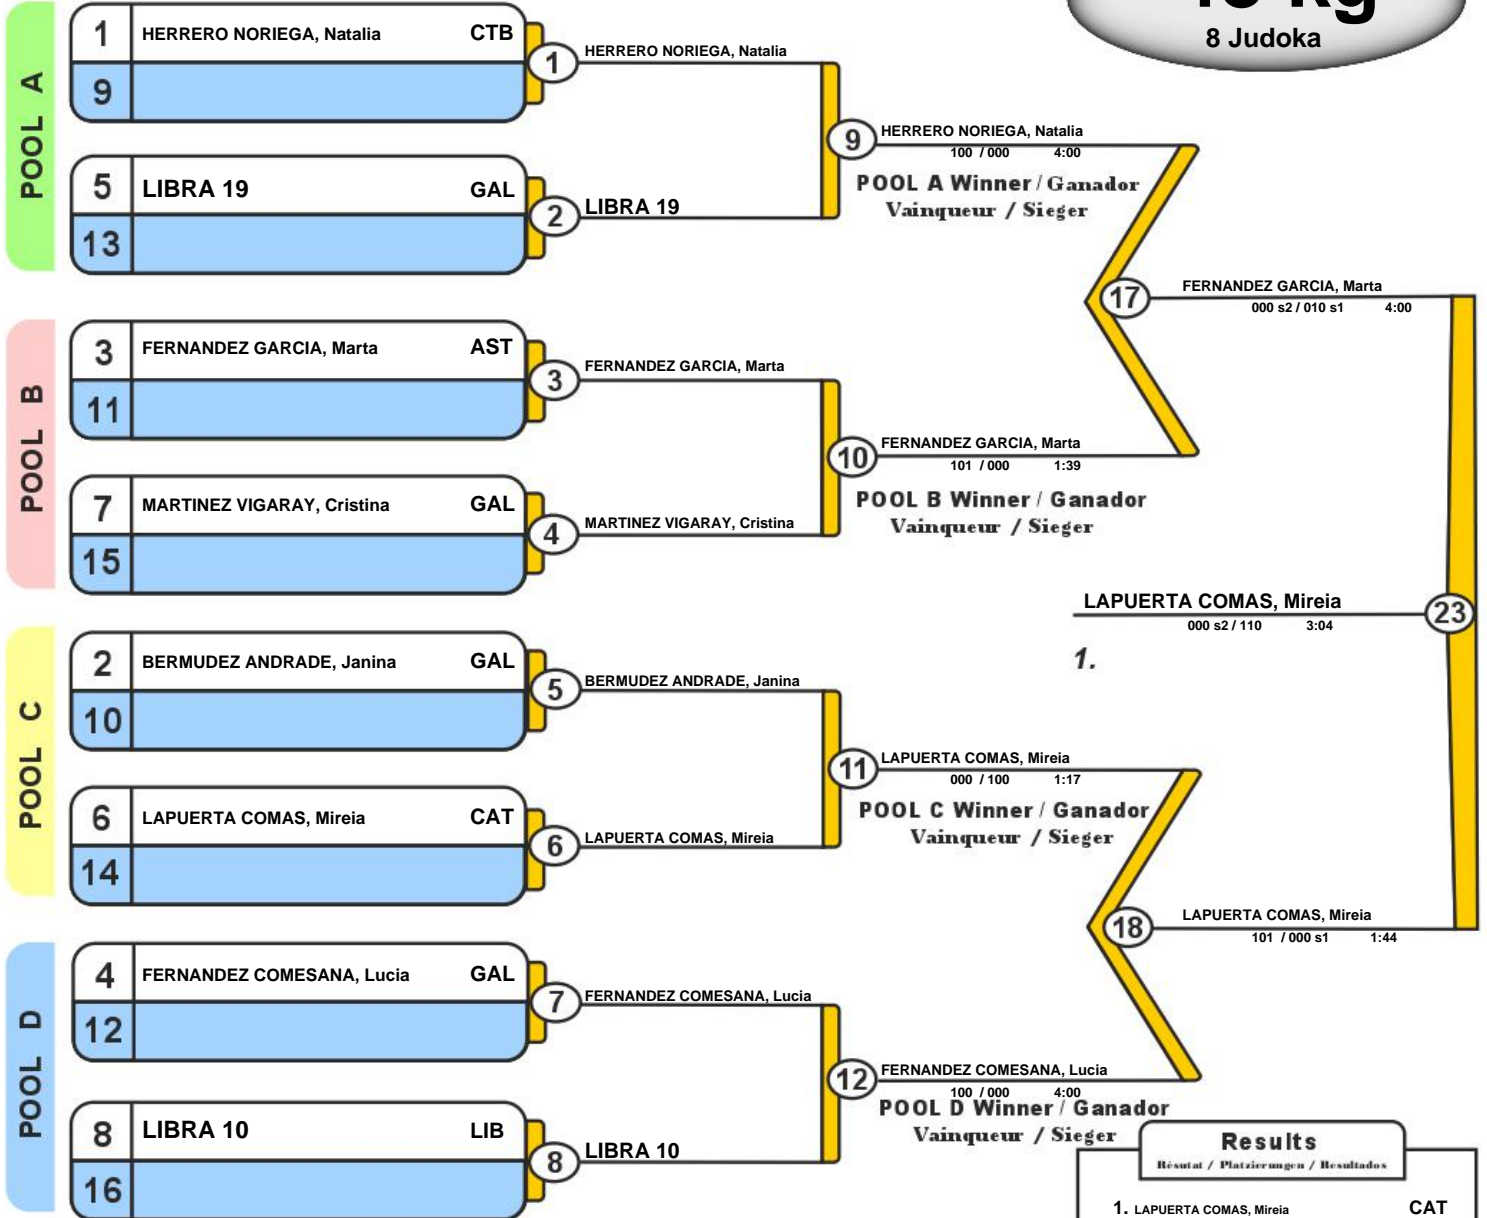 8 Judoka
POOL A
1 HERRERO NORIEGA, Natalia CTB
9
1 HERRERO NORIEGA, Natalia
5 LIBRA 19 GAL
13
2 LIBRA 19
9 HERRERO NORIEGA, Natalia
100 / 000 4:00
POOL A Winner / Ganador
Vainqueur / Sieger
POOL B
3 FERNANDEZ GARCIA, Marta AST
11
3 FERNANDEZ GARCIA, Marta
7 MARTINEZ VIGARAY, Cristina GAL
15
4 MARTINEZ VIGARAY, Cristina
10 FERNANDEZ GARCIA, Marta
101 / 000 1:39
POOL B Winner / Ganador
Vainqueur / Sieger
17 FERNANDEZ GARCIA, Marta
000 s2 / 010 s1 4:00
LAPUERTA COMAS, Mireia 23
000 s2 / 110 3:04
1.
POOL C
2 BERMUDEZ ANDRADE, Janina GAL
10
5 BERMUDEZ ANDRADE, Janina
6 LAPUERTA COMAS, Mireia CAT
14
6 LAPUERTA COMAS, Mireia
11 LAPUERTA COMAS, Mireia
000 / 100 1:17
POOL C Winner / Ganador
Vainqueur / Sieger
18 LAPUERTA COMAS, Mireia
101 / 000 s1 1:44
POOL D
4 FERNANDEZ COMESANA, Lucia GAL
12
7 FERNANDEZ COMESANA, Lucia
8 LIBRA 10 LIB
16
8 LIBRA 10
12 FERNANDEZ COMESANA, Lucia
100 / 000 4:00
POOL D Winner / Ganador
Vainqueur / Sieger
Results
Résutat / Platzierungen / Resultados
1. LAPUERTA COMAS, Mireia CAT